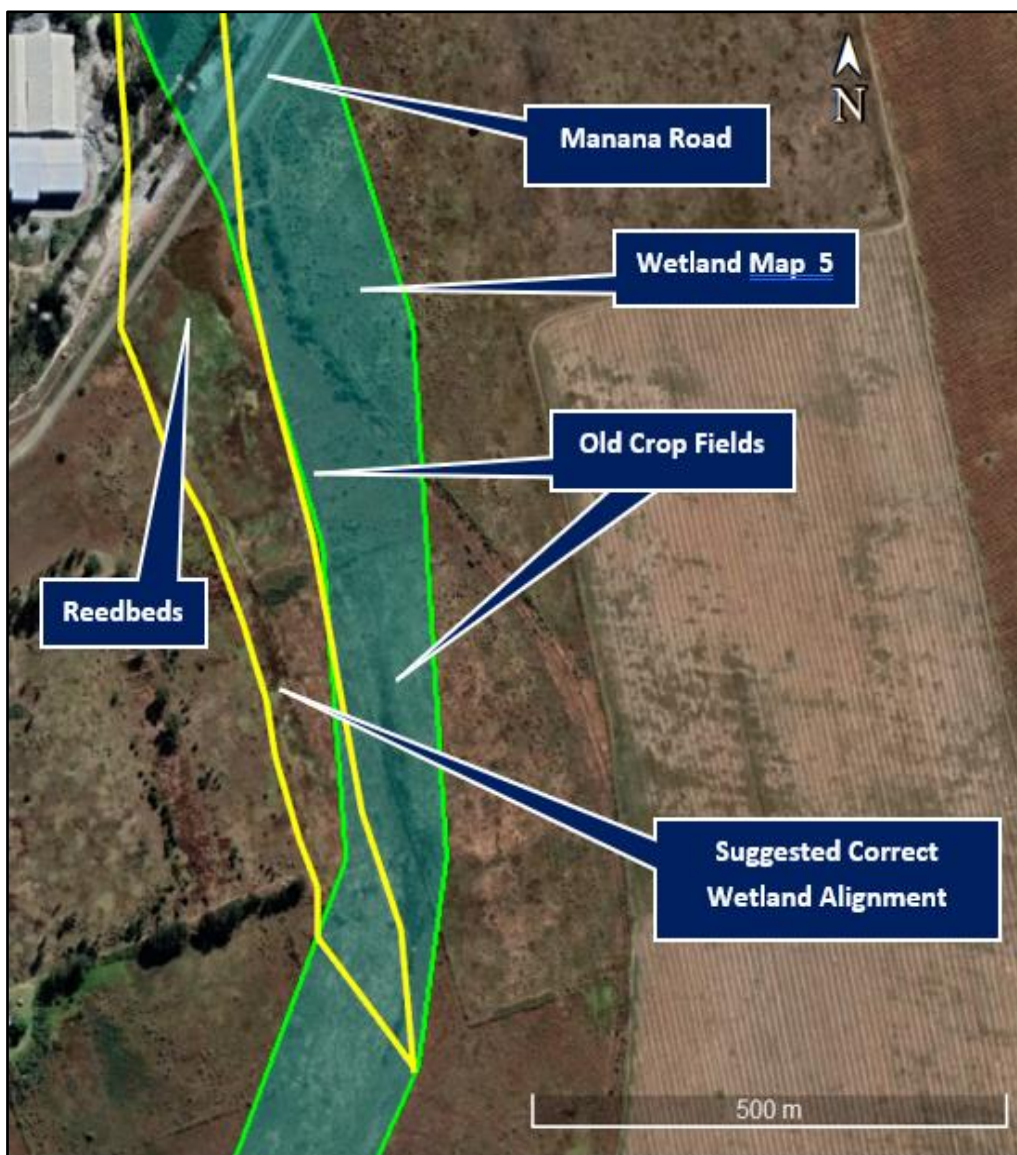 N
Manana Road
Wetland Map 5
Old Crop Fields
Reedbeds
Suggested Correct
Wetland Alignment
500 m